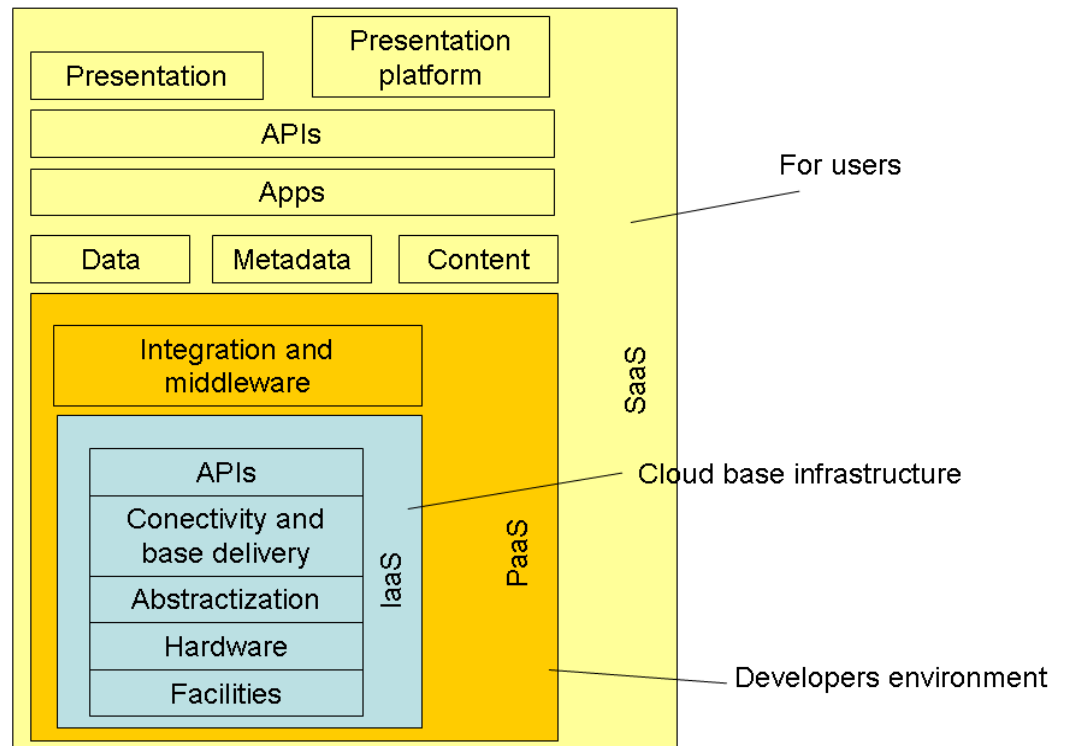 Presentation
Presentation
platform
APIs
Apps
For users
Data
Metadata
Content
Integration and
middleware
SaaS
APIs
Cloud base infrastructure
Conectivity and
base delivery
PaaS
IaaS
Abstractization
Hardware
Facilities
Developers environment